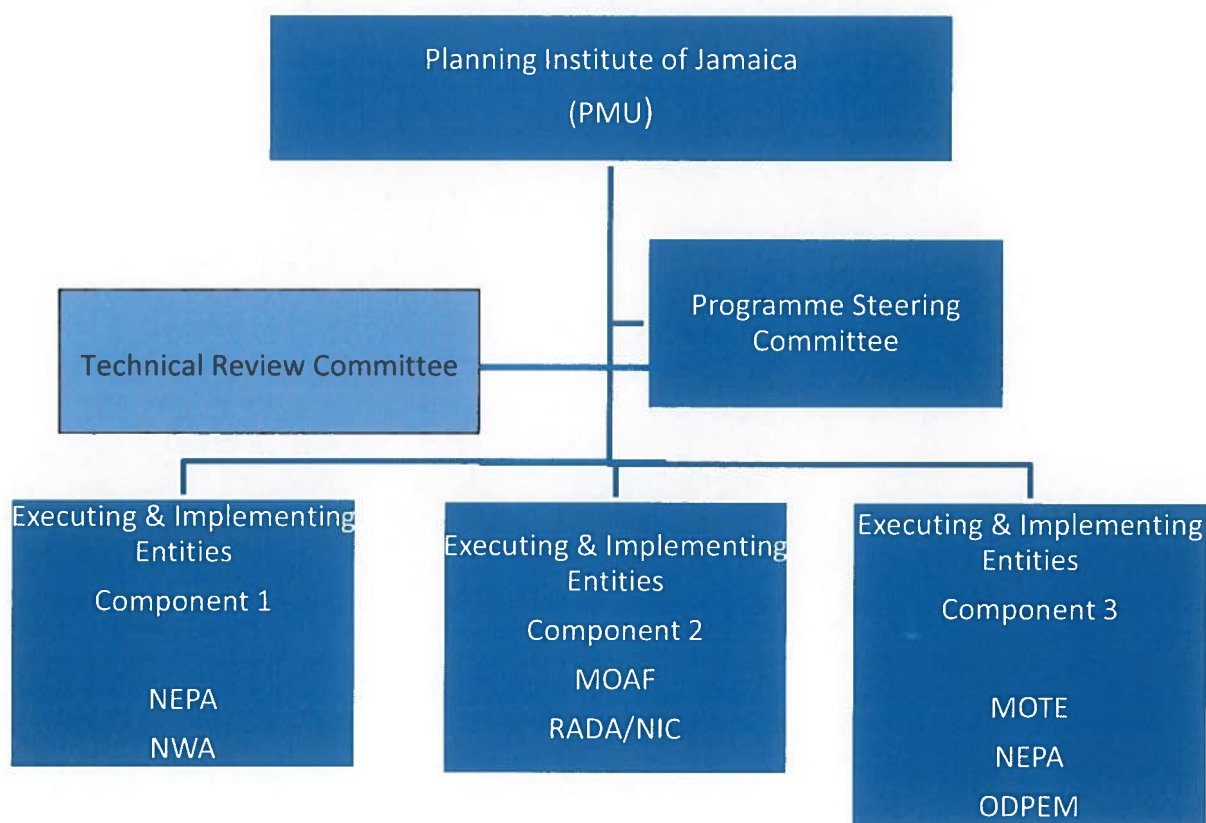 Planning Institute of Jamaica
(PMU)
Programme Steering
Committee
Technical Review Committee
Executing & Implementing
Entities
Component 1
NEPA
NWA
Executing & Implementing
Entities
Component 2
MOAF
RADA/NIC
Executing & Implementing
Entities
Component 3
MOTE
NEPA
ODPEM